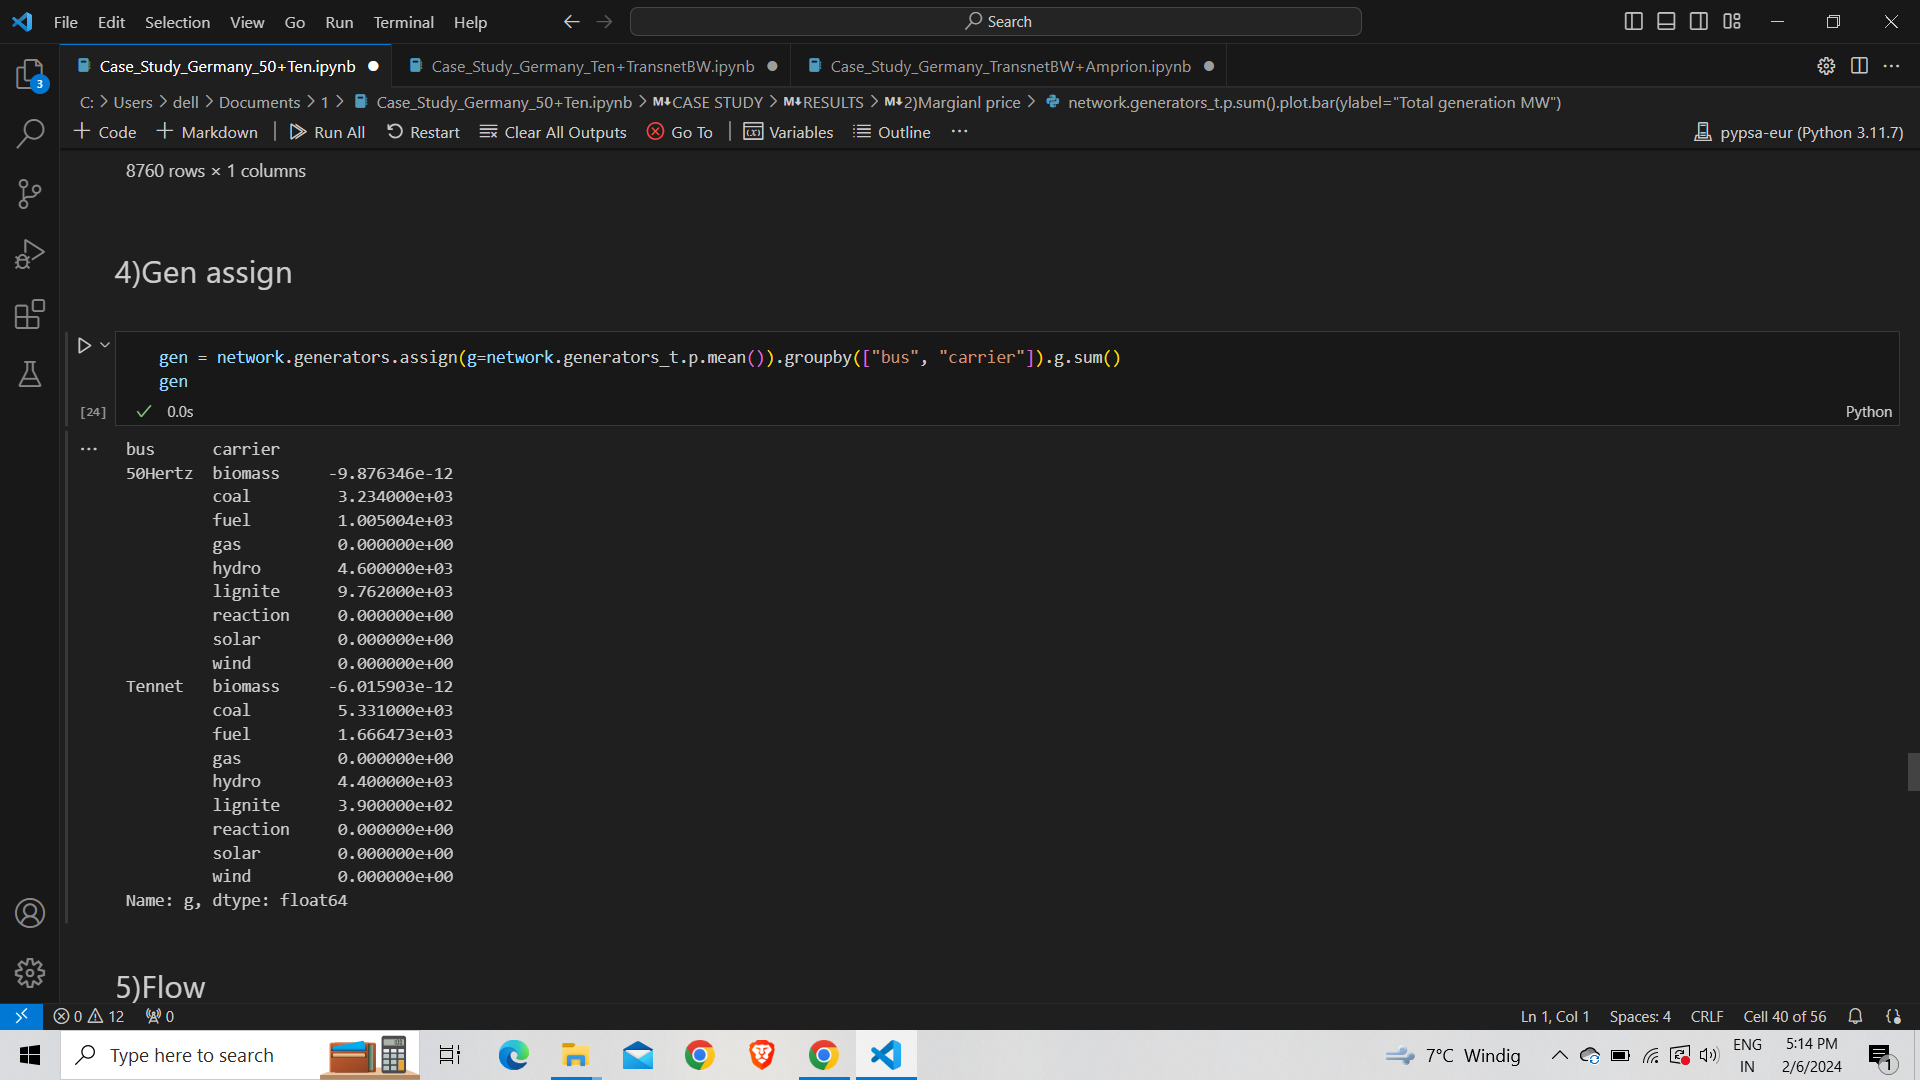 File Edit Selection View Go Run Terminal Help
Search
Case_Study_Germany_50+Ten.ipynb
Case_Study_Germany_Ten+TransnetBW.ipynb
Case_Study_Germany_TransnetBW+Amprion.ipynb
3
C: > Users > dell > Documents > 1 > Case_Study_Germany_50+Ten.ipynb > M↓CASE STUDY > M↓RESULTS > M↓2)Margianl price > network.generators_t.p.sum().plot.bar(ylabel="Total generation MW")
+ Code + Markdown | Run All Restart Clear All Outputs Go To | Variables Outline ...
pypsa-eur (Python 3.11.7)
8760 rows × 1 columns
4)Gen assign
gen = network.generators.assign(g=network.generators_t.p.mean()).groupby(["bus", "carrier"]).g.sum()
gen
[24] 0.0s Python
... bus carrier
50Hertz biomass -9.876346e-12
coal 3.234000e+03
fuel 1.005004e+03
gas 0.000000e+00
hydro 4.600000e+03
lignite 9.762000e+03
reaction 0.000000e+00
solar 0.000000e+00
wind 0.000000e+00
Tennet biomass -6.015903e-12
coal 5.331000e+03
fuel 1.666473e+03
gas 0.000000e+00
hydro 4.400000e+03
lignite 3.900000e+02
reaction 0.000000e+00
solar 0.000000e+00
wind 0.000000e+00
Name: g, dtype: float64
5)Flow
0 12 0
Ln 1, Col 1 Spaces: 4 CRLF Cell 40 of 56
Type here to search
7°C Windig
ENG
IN
5:14 PM
2/6/2024
1